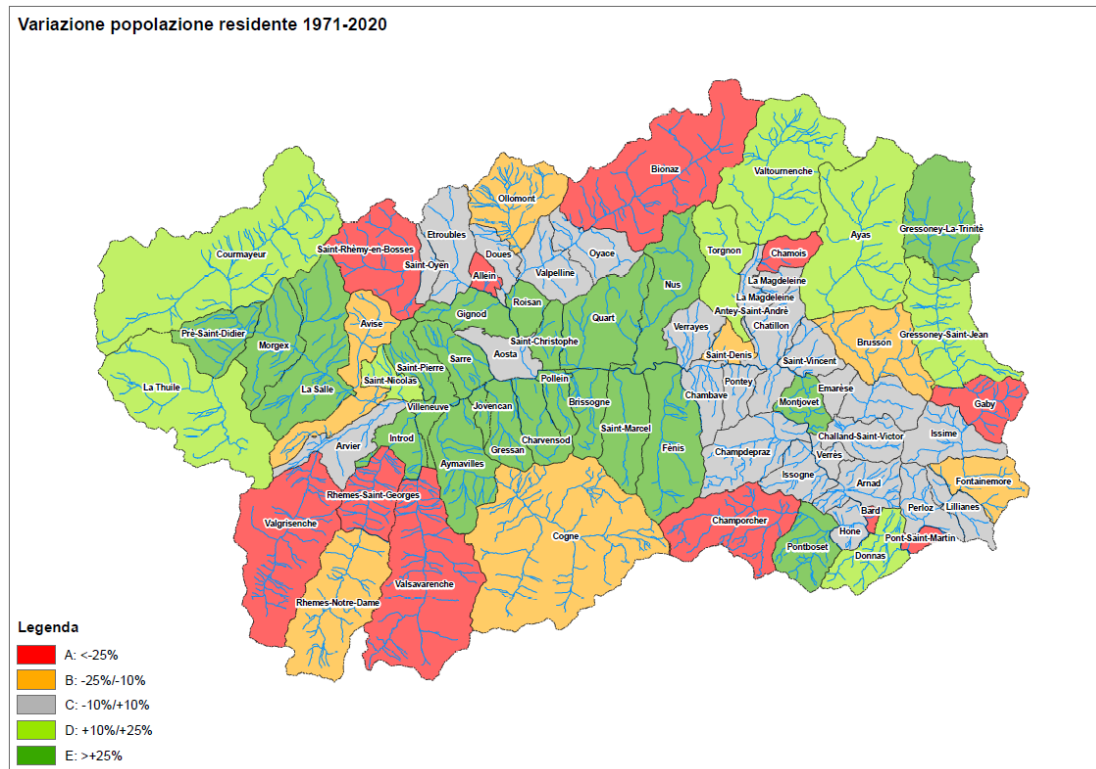 Variazione popolazione residente 1971-2020
Bionaz
Ollomont
Valtournenche
Gressoney-La-Trinitè
Etroubles
Ayas
Saint-Rhèmy-en-Bosses
Courmayeur
Doues
Oyace
Torgnon
Chamois
Saint-Oyen
Valpelline
Allein
La Magdeleine
Nus
La Magdeleine
Roisan
Antey-Saint-André
Gignod
Quart
Avise
Chatillon
Verrayes
Prè-Saint-Didier
Gressoney-Saint-Jean
Saint-Christophe
Brusson
Morgex
Aosta
Saint-Denis
Sarre
Saint-Vincent
Saint-Pierre
Pollein
Saint-Nicolas
Pontey
La Thuile
La Salle
Emarèse
Chambave
Montjovet
Brissogne
Gaby
Villeneuve
Jovencan
Saint-Marcel
Challand-Saint-Victor
Issime
Introd
Charvensod
Arvier
Gressan
Fénis
Champdepraz
Verres
Aymavilles
Issogne
Arnad
Fontainemore
Rhemes-Saint-Georges
Perloz
Lillianes
Bard
Valgrisenche
Champorcher
Hone
Cogne
Pont-Saint-Martin
Pontboset
Donnas
Valsavarenche
Rhemes-Notre-Dame
Legenda
A: <-25%
B: -25%/-10%
C: -10%/+10%
D: +10%/+25%
E: >+25%